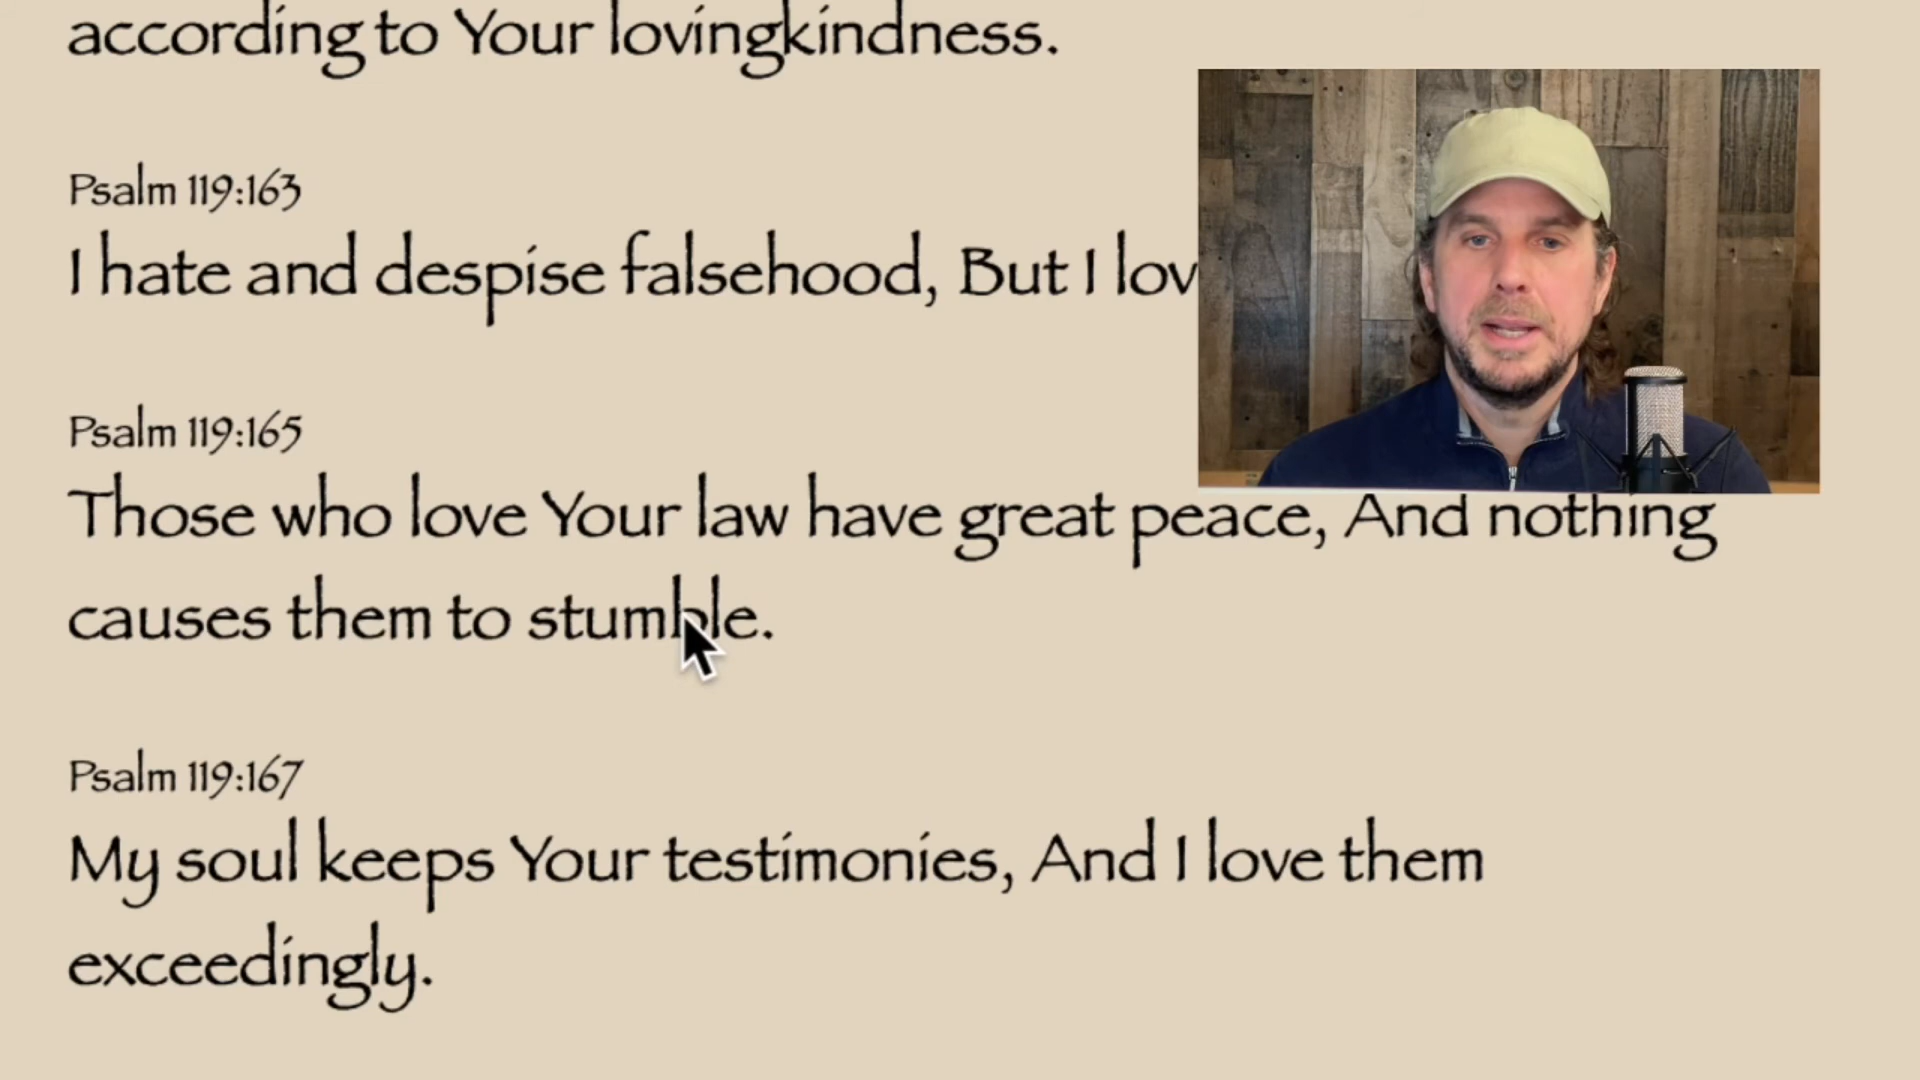 according to Your lovingkindness.
Psalm 119:163
I hate and despise falsehood, But I lov
Psalm 119:165
Those who love Your law have great peace, And nothing
causes them to stumble.
Psalm 119:167
My soul keeps Your testimonies, And I love them
exceedingly.